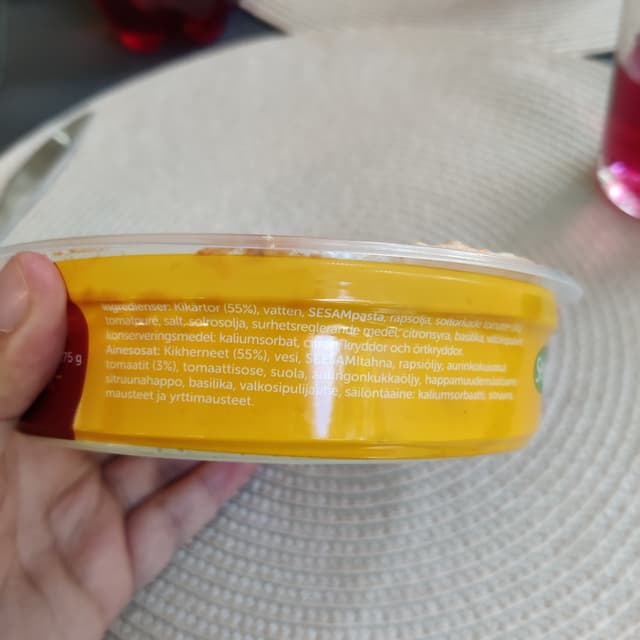 Ingredienser: Kikärtor (55%), vatten, SESAMpasta, rapsolja, soltorkade tomater
tomatpuré, salt, solrosolja, surhetsreglerande medel: citronsyra, basilika,
konserveringsmedel: kaliumsorbat, kryddor och örtkryddor.
Ainesosat: Kikherneet (55%), vesi, SESAMItahna, rapsiöljy, aurinkokuivatut
75 g
tomaatit (3%), tomaattisose, suola, auringonkukkaöljy,
sitruunahappo, basilika, valkosipulijauhe, säilöntäaine: kaliumsorbaatti,
mausteet ja yrttimausteet.